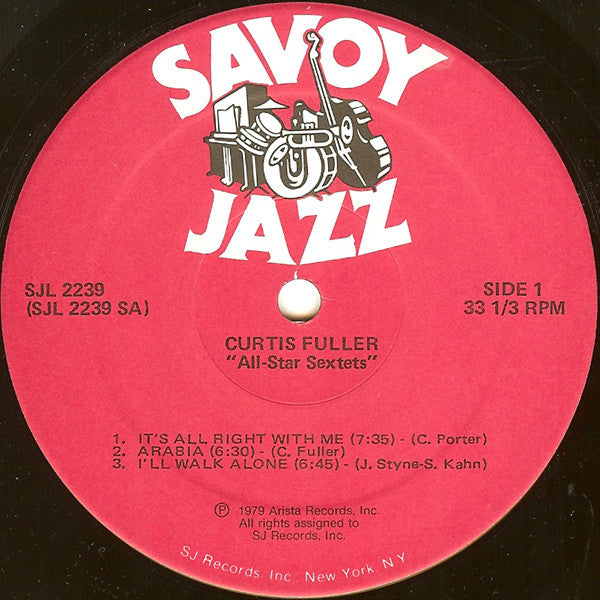 SAVOY
JAZZ
SJL 2239
(SJL 2239 SA)
SIDE 1
33 1/3 RPM
CURTIS FULLER
"All-Star Sextets"
1. IT'S ALL RIGHT WITH ME (7:35) - (C. Porter)
2. ARABIA (6:30) - (C. Fuller)
3. I'LL WALK ALONE (6:45) - (J. Styne-S. Kahn)
Ⓟ 1979 Arista Records, Inc.
All rights assigned to
SJ Records, Inc.
SJ Records, Inc., New York, N.Y.